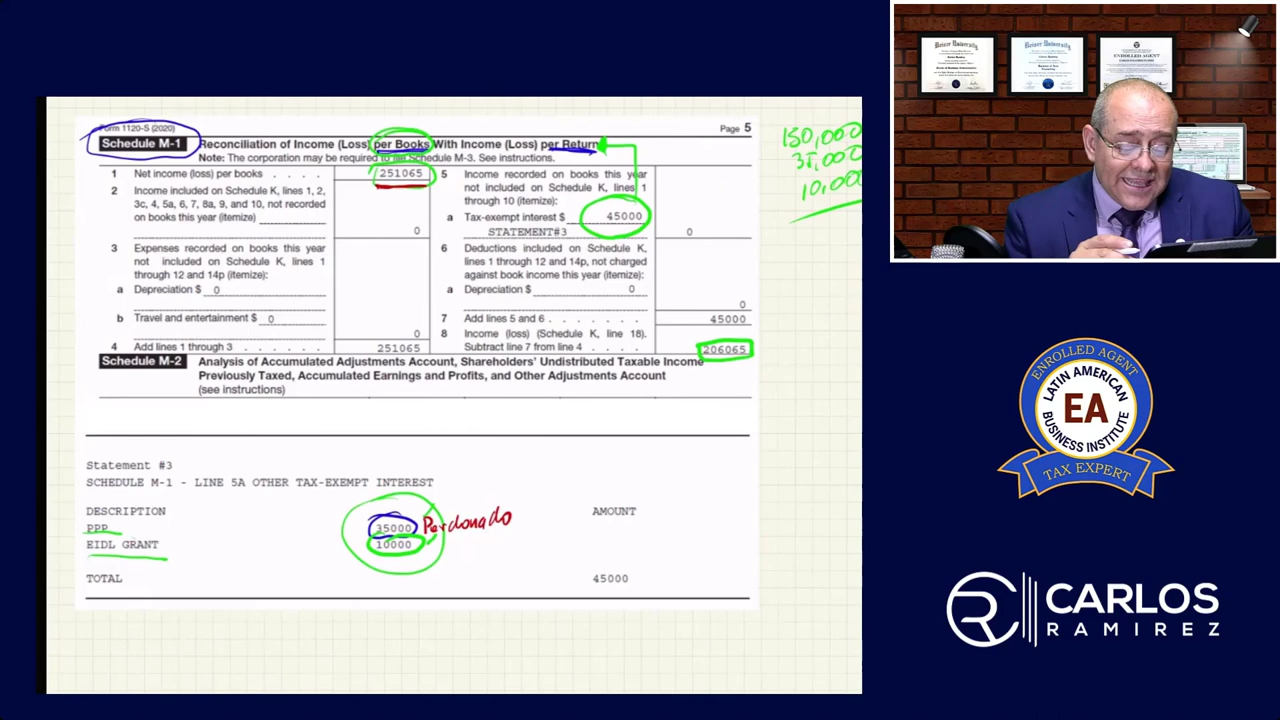 Form 1120-S (2020)
Page 5
Schedule M-1
Reconciliation of Income (Loss) per Books With Income (Loss) per Return
Note: The corporation may be required to file Schedule M-3. See instructions.
1 Net income (loss) per books . . . . . 251065
2 Income included on Schedule K, lines 1, 2,
3c, 4, 5a, 6, 7, 8a, 9, and 10, not recorded
on books this year (itemize)
0
3 Expenses recorded on books this year
not included on Schedule K, lines 1
through 12 and 14p (itemize):
a Depreciation $ 0
b Travel and entertainment $ 0
0
4 Add lines 1 through 3 . . . . . . 251065
5 Income recorded on books this year
not included on Schedule K, lines 1
through 10 (itemize):
a Tax-exempt interest $ 45000
STATEMENT#3 0
6 Deductions included on Schedule K,
lines 1 through 12 and 14p, not charged
against book income this year (itemize):
a Depreciation $ 0
0
7 Add lines 5 and 6 . . . . . . . 45000
8 Income (loss) (Schedule K, line 18).
Subtract line 7 from line 4 . . . . 206065
Schedule M-2
Analysis of Accumulated Adjustments Account, Shareholders' Undistributed Taxable Income
Previously Taxed, Accumulated Earnings and Profits, and Other Adjustments Account
(see instructions)
Statement #3
SCHEDULE M-1 - LINE 5A OTHER TAX-EXEMPT INTEREST
DESCRIPTION AMOUNT
PPP 35000 Perdonado
EIDL GRANT 10000
TOTAL 45000
150,000
35,000
10,000
Keiser University
Keiser University
ENROLLED AGENT
ENROLLED AGENT
LATIN AMERICAN
EA
BUSINESS INSTITUTE
TAX EXPERT
CARLOS
RAMIREZ